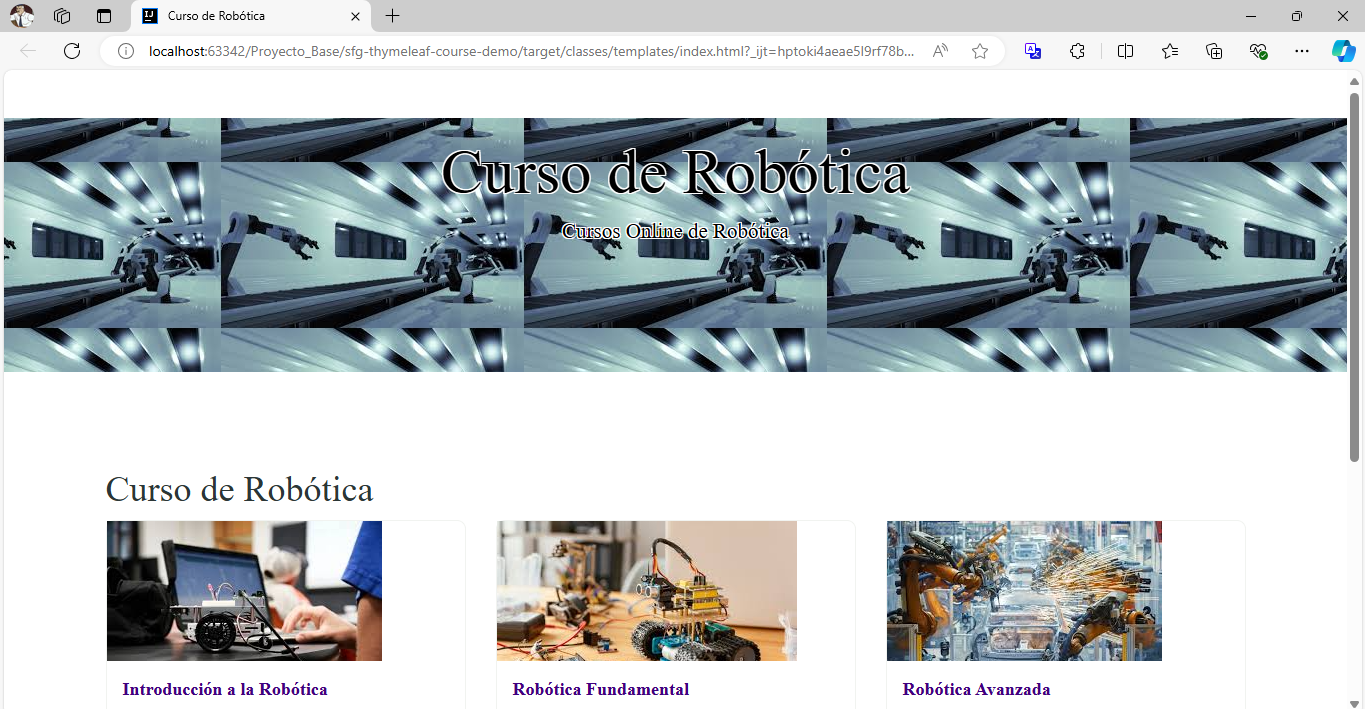 Curso de Robótica
localhost:63342/Proyecto_Base/sfg-thymeleaf-course-demo/target/classes/templates/index.html?_ijt=hptoki4aeae5l9rf78b...
Curso de Robótica
Cursos Online de Robótica
Curso de Robótica
Introducción a la Robótica
Robótica Fundamental
Robótica Avanzada